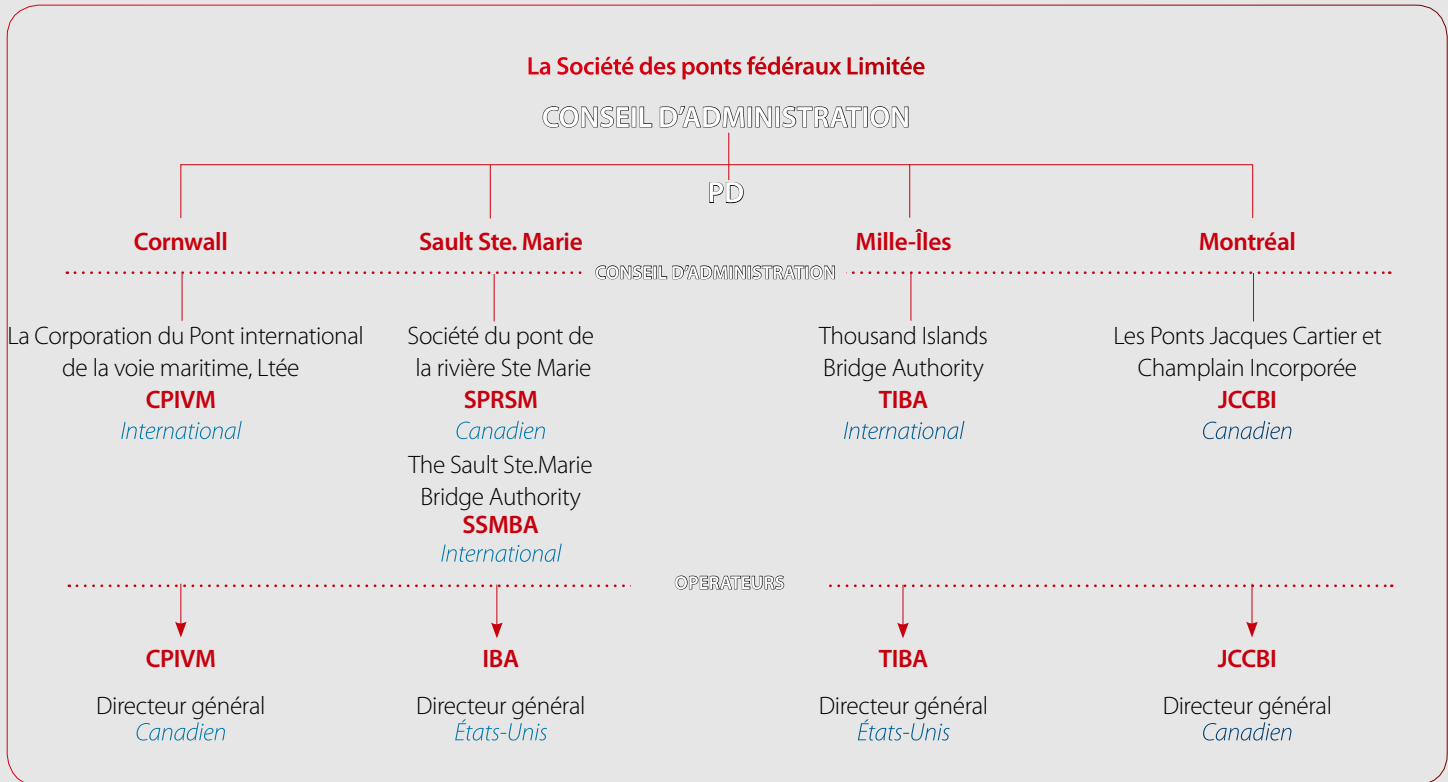 La Société des ponts fédéraux Limitée
CONSEIL D'ADMINISTRATION
PD
Cornwall
Sault Ste. Marie
Mille-Îles
Montréal
CONSEIL D'ADMINISTRATION
La Corporation du Pont international
de la voie maritime, Ltée
CPIVM
International
Société du pont de
la rivière Ste Marie
SPRSM
Canadien
The Sault Ste.Marie
Bridge Authority
SSMBA
International
Thousand Islands
Bridge Authority
TIBA
International
Les Ponts Jacques Cartier et
Champlain Incorporée
JCCBI
Canadien
OPERATEURS
CPIVM
Directeur général
Canadien
IBA
Directeur général
États-Unis
TIBA
Directeur général
États-Unis
JCCBI
Directeur général
Canadien